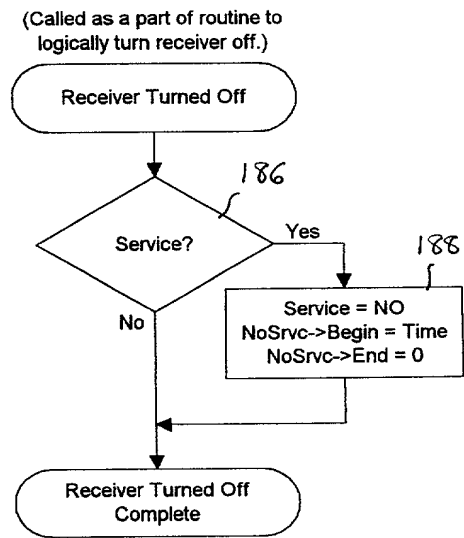 (Called as a part of routine to
logically turn receiver off.)
Receiver Turned Off
186
Service?
Yes
188
Service = NO
NoSrvc->Begin = Time
NoSrvc->End = 0
No
Receiver Turned Off
Complete